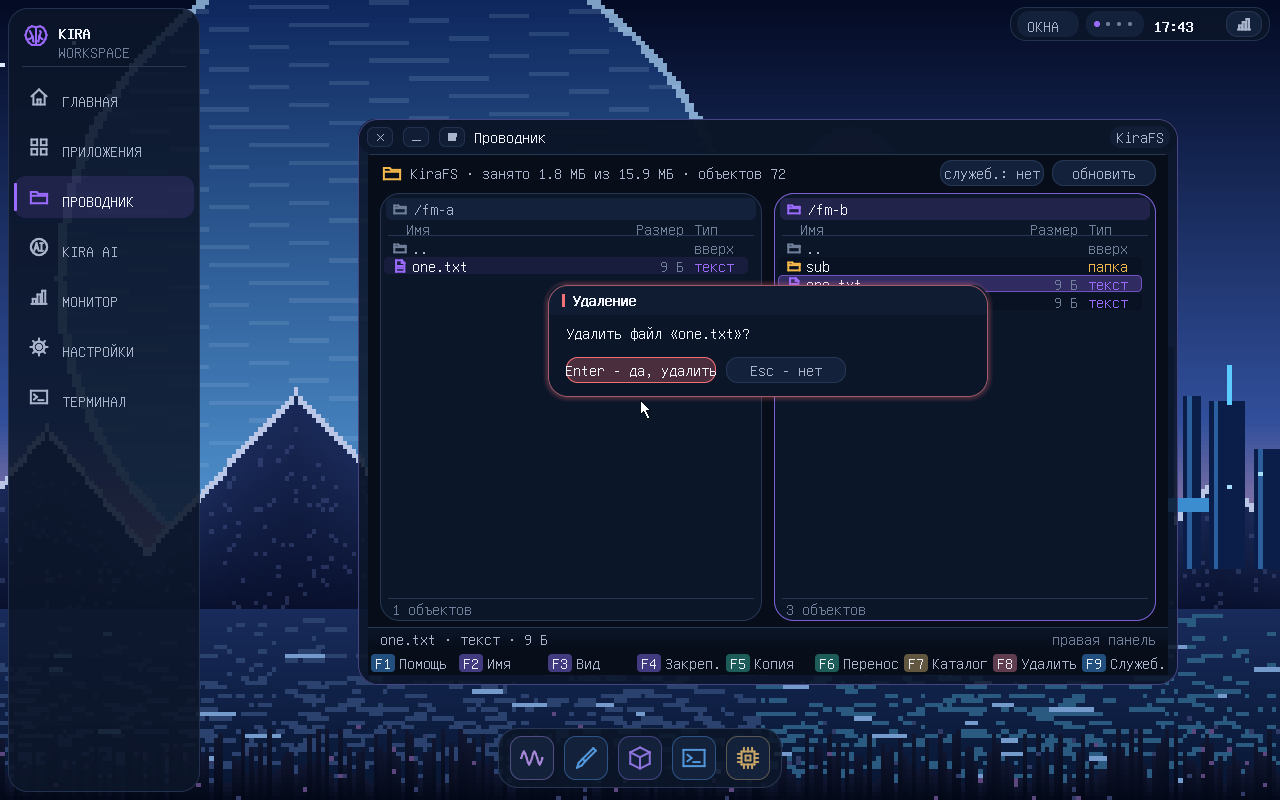 KIRA
WORKSPACE
ГЛАВНАЯ
ПРИЛОЖЕНИЯ
ПРОВОДНИК
KIRA AI
МОНИТОР
НАСТРОЙКИ
ТЕРМИНАЛ
ОКНА
17:43
Проводник
KiraFS
KiraFS · занято 1.8 МБ из 15.9 МБ · объектов 72
служеб.: нет
обновить
/fm-a
Имя Размер Тип
.. вверх
one.txt 9 Б текст
1 объектов
/fm-b
Имя Размер Тип
.. вверх
sub папка
one.txt 9 Б текст
9 Б текст
3 объектов
Удаление
Удалить файл «one.txt»?
Enter - да, удалить
Esc - нет
one.txt · текст · 9 Б
правая панель
F1 Помощь F2 Имя F3 Вид F4 Закреп. F5 Копия F6 Перенос F7 Каталог F8 Удалить F9 Служеб.